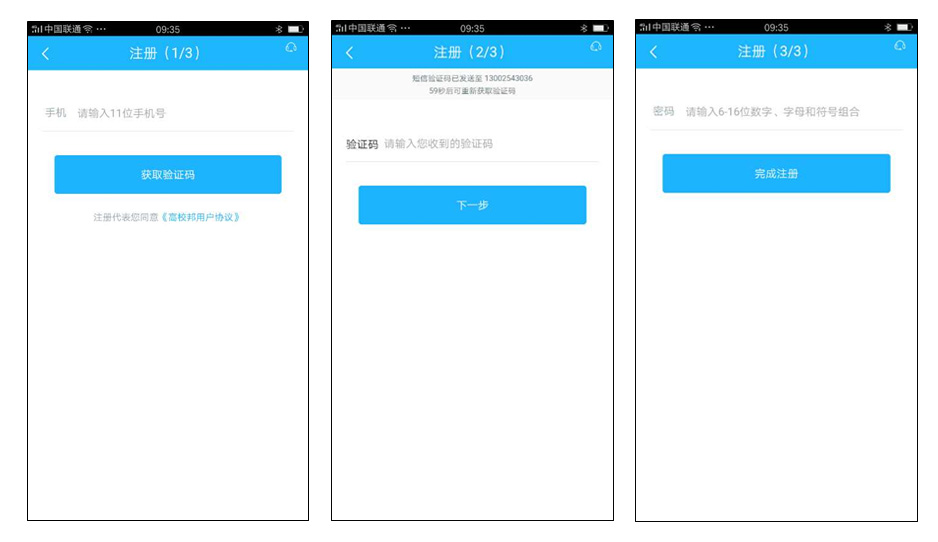 中国联通 ··· 09:35
注册（1/3）
手机 请输入11位手机号
获取验证码
注册代表您同意《高校邦用户协议》
中国联通 ··· 09:35
注册（2/3）
短信验证码已发送至 13002543036
59秒后可重新获取验证码
验证码 请输入您收到的验证码
下一步
中国联通 ··· 09:35
注册（3/3）
密码 请输入6-16位数字、字母和符号组合
完成注册